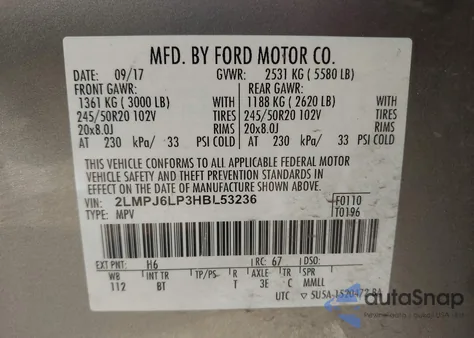 MFD. BY FORD MOTOR CO.
DATE: 09/17 GVWR: 2531 KG ( 5580 LB)
FRONT GAWR: REAR GAWR:
1361 KG ( 3000 LB) WITH 1188 KG ( 2620 LB) WITH
245/50R20 102V TIRES 245/50R20 102V TIRES
20x8.0J RIMS 20x8.0J RIMS
AT 230 kPa/ 33 PSI COLD AT 230 kPa/ 33 PSI COLD
THIS VEHICLE CONFORMS TO ALL APPLICABLE FEDERAL MOTOR
VEHICLE SAFETY AND THEFT PREVENTION STANDARDS IN
EFFECT ON THE DATE OF MANUFACTURE SHOWN ABOVE.
VIN: 2LMPJ6LP3HBL53236 F0110
TYPE: MPV T0196
EXT PNT: H6 RC: 67 DSO:
WB INT TR TP/PS R AXLE TR SPR
112 BT T 3E C MMLL
UTC 5USA-1520472-BA
autoSnap